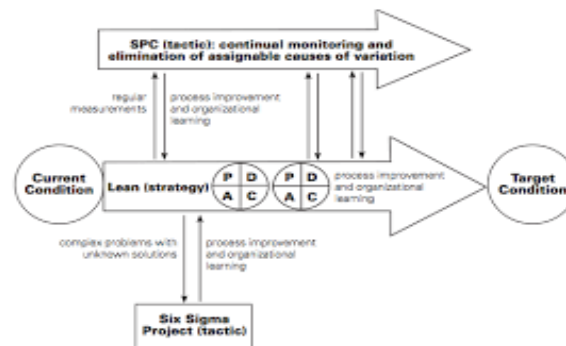 SPC (tactic): continual monitoring and
elimination of assignable causes of variation
regular
measurements
process improvement
and organizational
learning
Current
Condition
Lean (strategy)
P D
A C
P D
A C
process improvement
and organizational
learning
Target
Condition
complex problems with
unknown solutions
process improvement
and organizational
learning
Six Sigma
Project (tactic)